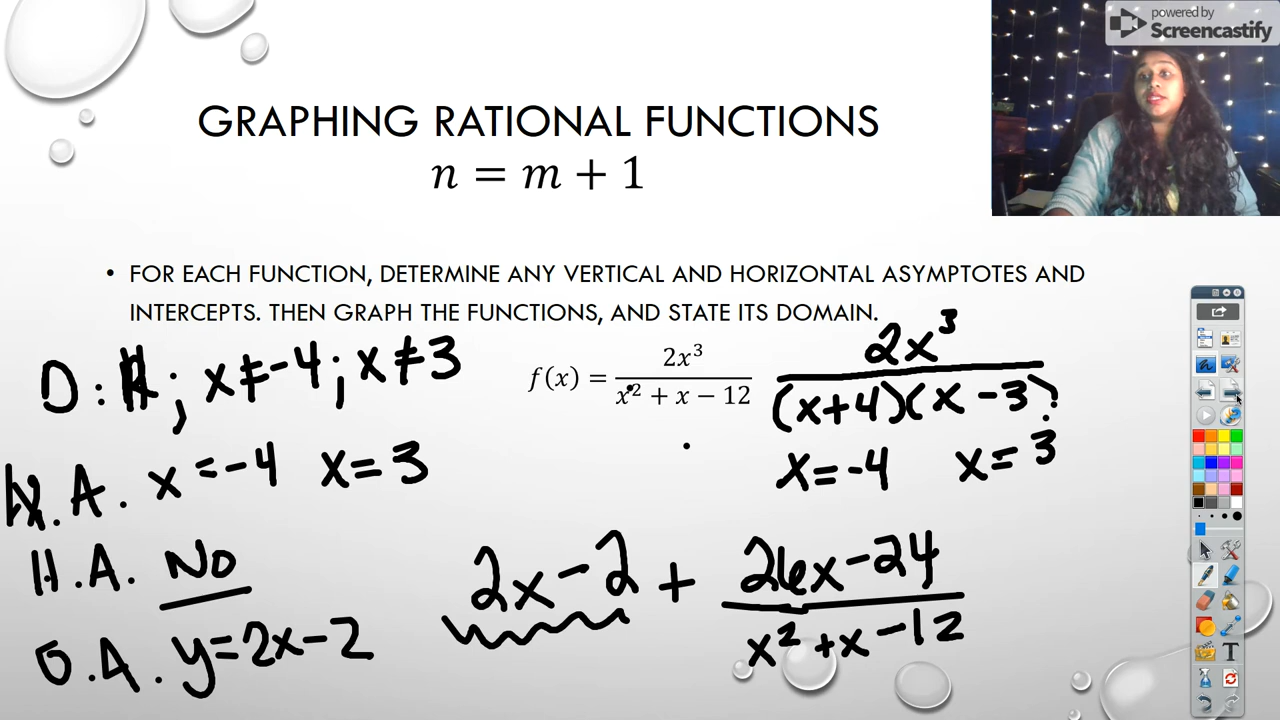 powered by
Screencastify
GRAPHING RATIONAL FUNCTIONS
n = m + 1
• FOR EACH FUNCTION, DETERMINE ANY VERTICAL AND HORIZONTAL ASYMPTOTES AND
INTERCEPTS. THEN GRAPH THE FUNCTIONS, AND STATE ITS DOMAIN.
D: ℝ; x≠-4; x≠3
f(x) = 2x³/(x² + x − 12)
2x³/((x+4)(x-3))
x=-4 x=3
V.A. x=-4 x=3
H.A. No
O.A. y=2x-2
2x-2 + (26x-24)/(x²+x-12)
T